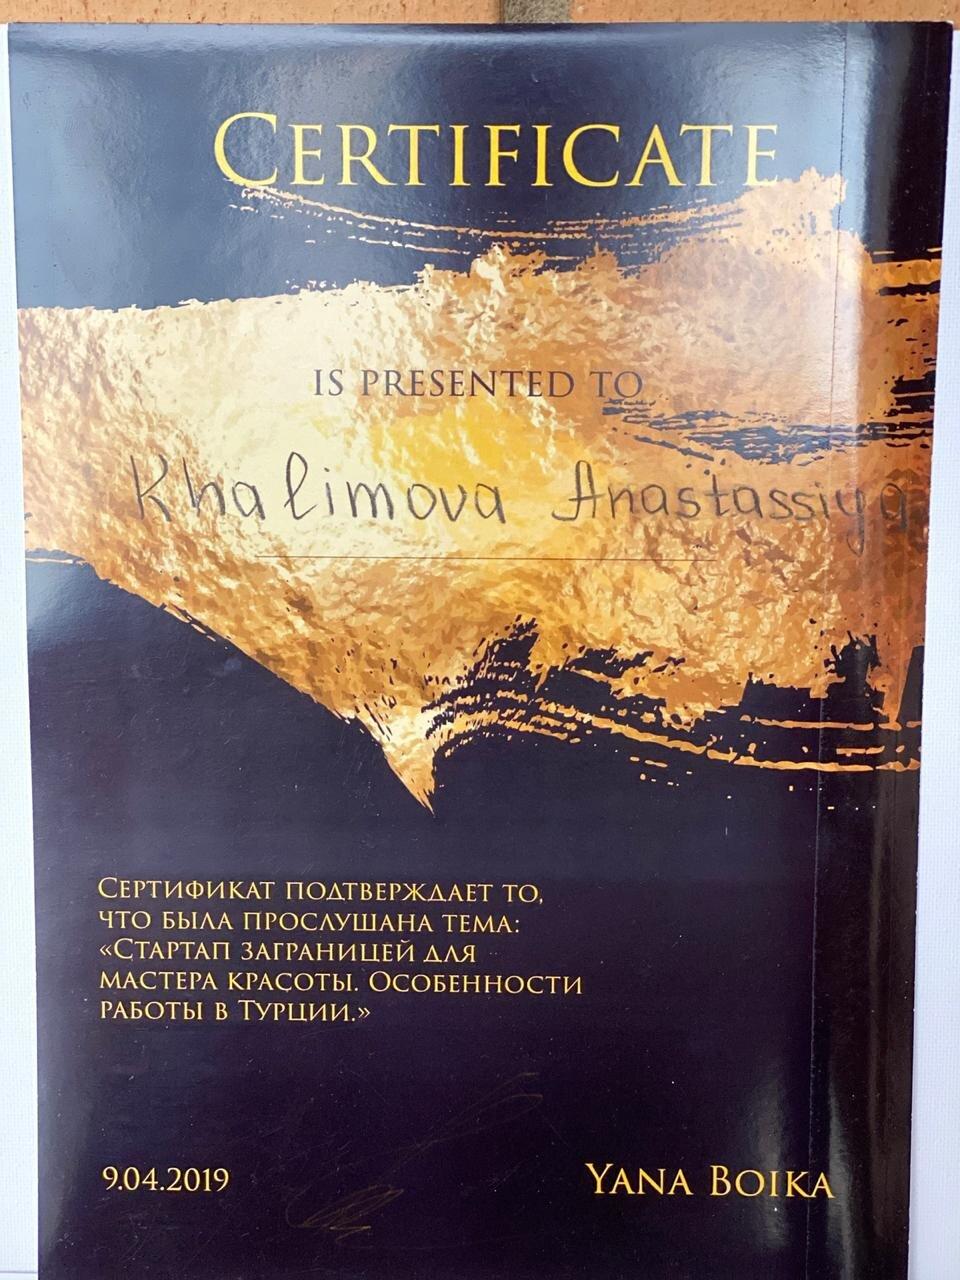 CERTIFICATE
IS PRESENTED TO
Khalimova Anastassiya
СЕРТИФИКАТ ПОДТВЕРЖДАЕТ ТО,
ЧТО БЫЛА ПРОСЛУШАНА ТЕМА:
«СТАРТАП ЗАГРАНИЦЕЙ ДЛЯ
МАСТЕРА КРАСОТЫ. ОСОБЕННОСТИ
РАБОТЫ В ТУРЦИИ.»
9.04.2019
YANA BOIKA